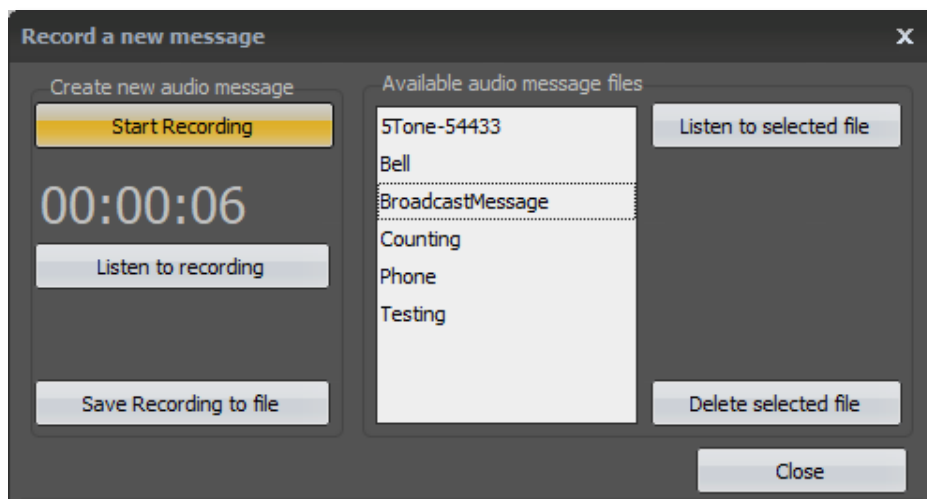 Record a new message
x
Create new audio message
Start Recording
00:00:06
Listen to recording
Save Recording to file
Available audio message files
5Tone-54433
Bell
BroadcastMessage
Counting
Phone
Testing
Listen to selected file
Delete selected file
Close